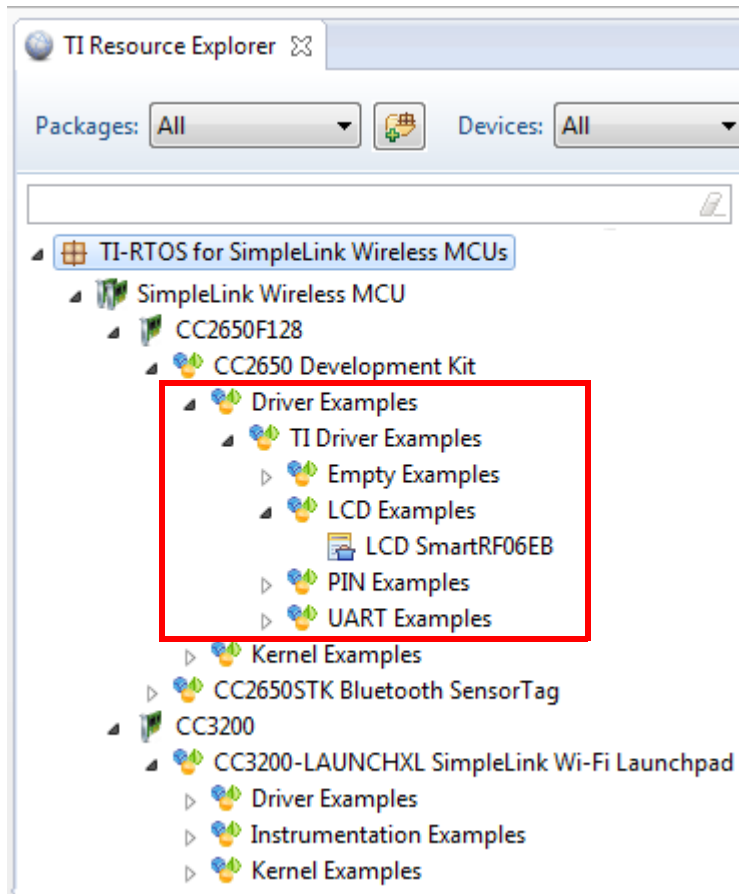 TI Resource Explorer
Packages: All Devices: All
TI-RTOS for SimpleLink Wireless MCUs
SimpleLink Wireless MCU
CC2650F128
CC2650 Development Kit
Driver Examples
TI Driver Examples
Empty Examples
LCD Examples
LCD SmartRF06EB
PIN Examples
UART Examples
Kernel Examples
CC2650STK Bluetooth SensorTag
CC3200
CC3200-LAUNCHXL SimpleLink Wi-Fi Launchpad
Driver Examples
Instrumentation Examples
Kernel Examples